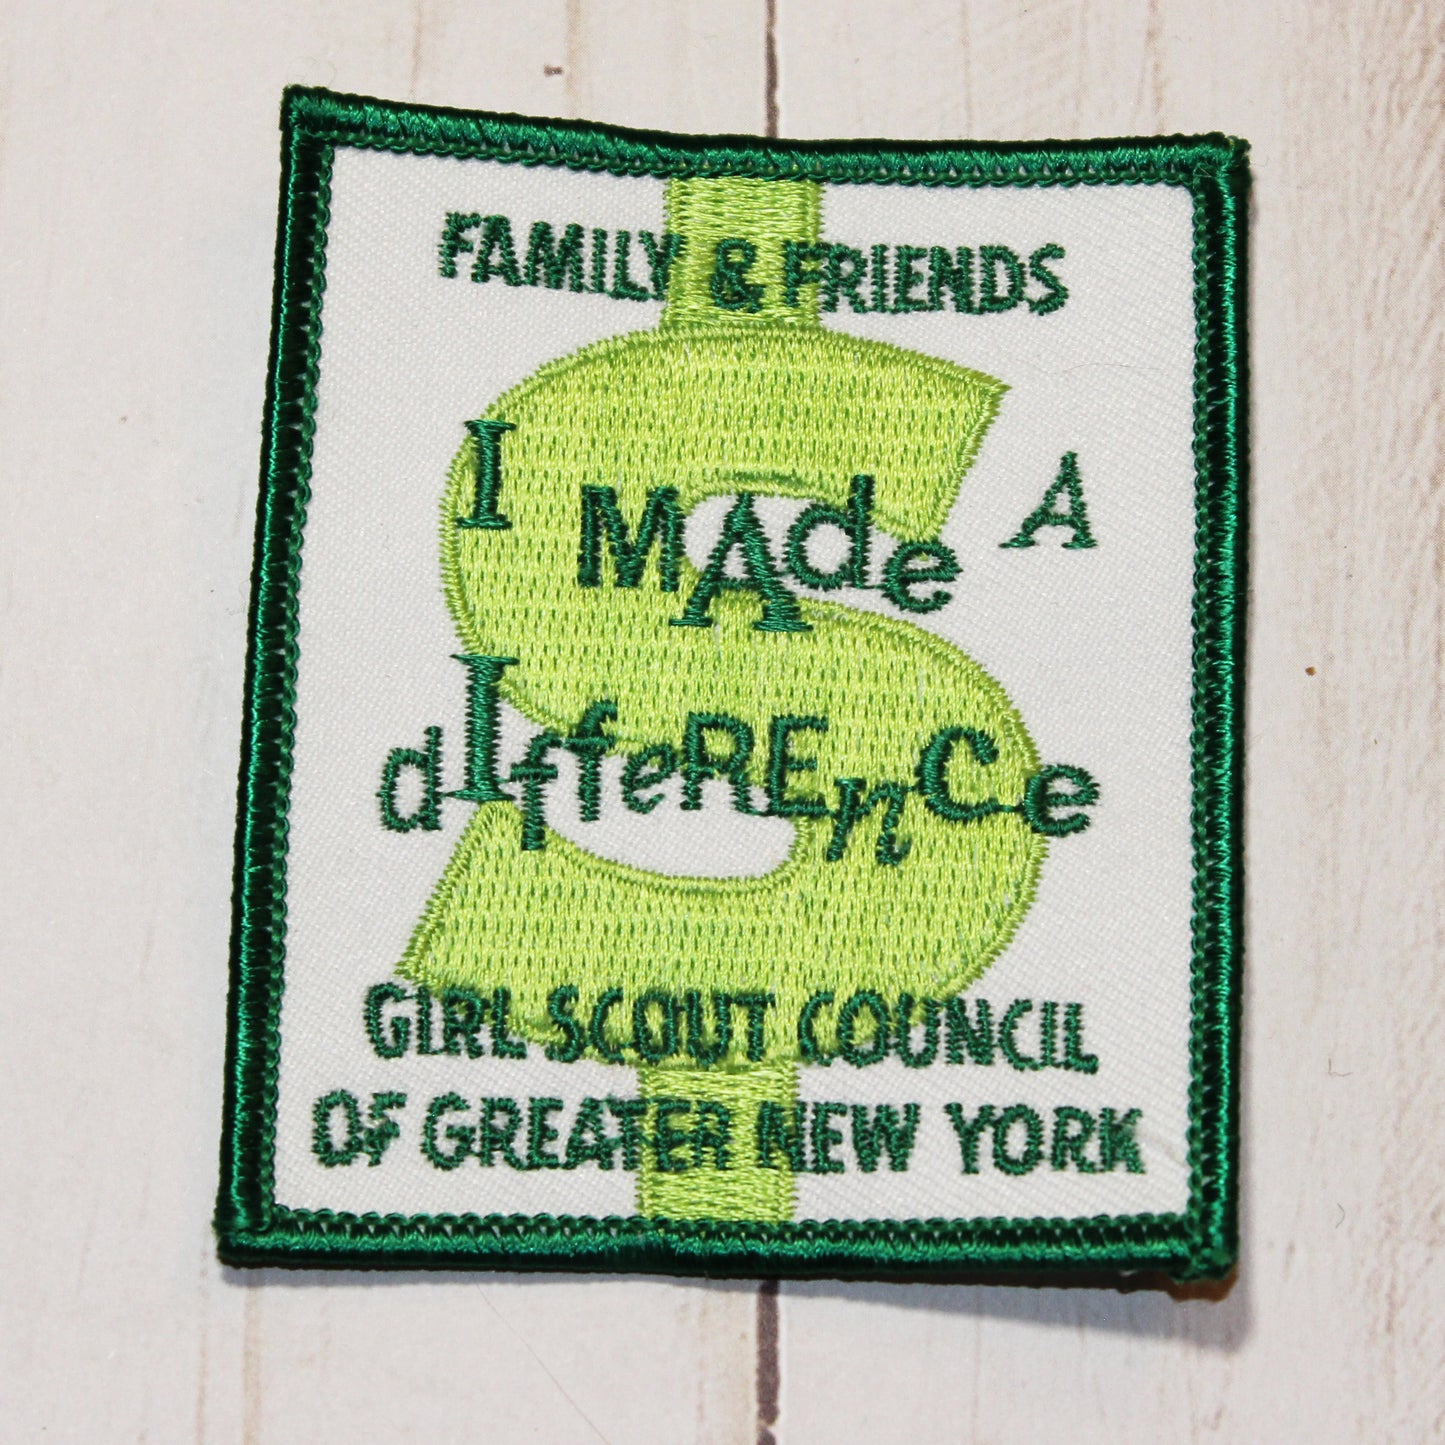 FAMILY & FRIENDS
I MAde A
dIffeREnCe
GIRL SCOUT COUNCIL
OF GREATER NEW YORK